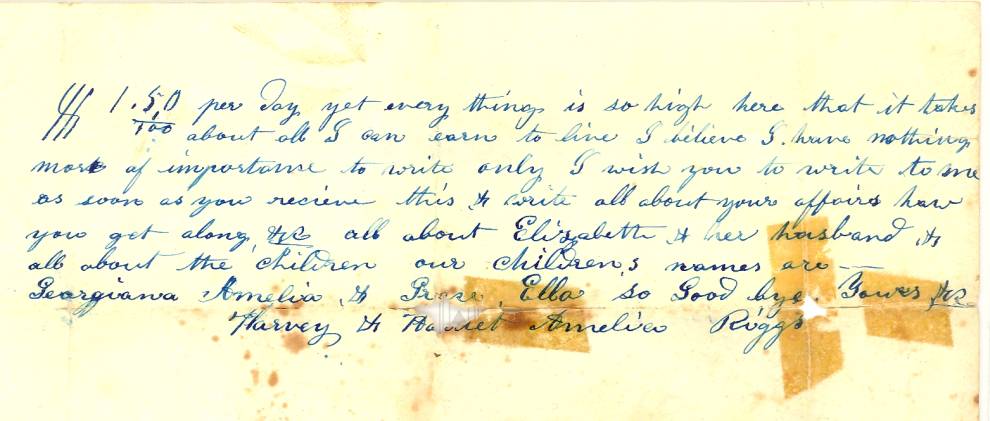 $ 1.50/100 per Day yet every thing is so high here that it takes
about all I can earn to live I believe I have nothing
more of importance to write only I wish you to write to me
as soon as you recieve this & write all about your affairs how
you get along &c all about Elizabeth & her husband &
all about the children our children,s names are —
Georgiana Amelia & Ella so Good bye. Yours &c
Harvey & Harriet Amelia Riggs